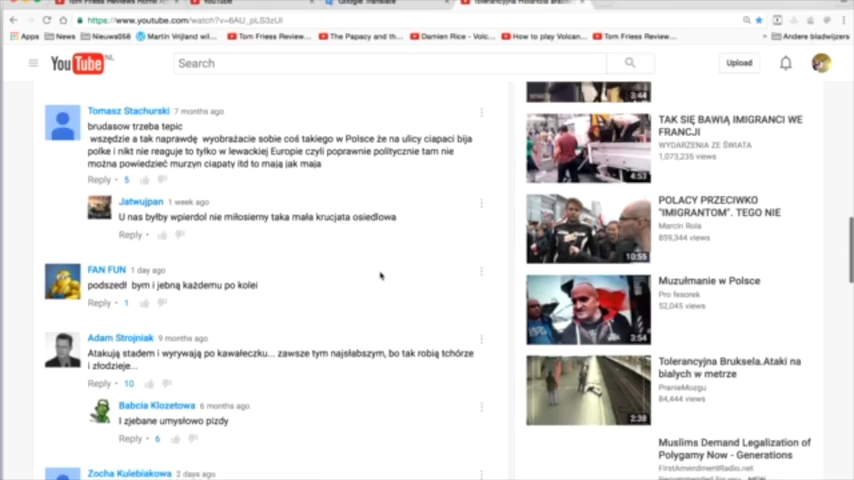 YouTube
Google Translate
Tolerancyjna Holandia
https://www.youtube.com/watch?v=6AU_pLS3zUI
Apps News Nieuws058 Martin Vrijland wil... Tom Friess Review... The Papacy and th... Damien Rice - Volc... How to play Volcan... Tom Friess Review... » Andere bladwijzers
YouTube NL Search Upload
Tomasz Stachurski 7 months ago
brudasow trzeba tepic
wszędzie a tak naprawdę wyobrażacie sobie coś takiego w Polsce że na ulicy ciapaci bija
polke i nikt nie reaguje to tylko w lewackiej Europie czyli poprawnie politycznie tam nie
można powiedzieć murzyn ciapaty itd to mają jak mają
Reply • 5
Jatwujpan 1 week ago
U nas byłby wpierdol nie miłosierny taka mała krucjata osiedlowa
Reply •
FAN FUN 1 day ago
podszedł bym i jebną każdemu po kolei
Reply • 1
Adam Strojniak 9 months ago
Atakują stadem i wyrywają po kawałeczku... zawsze tym najsłabszym, bo tak robią tchórze
i złodzieje...
Reply • 10
Babcia Klozetowa 6 months ago
I zjebane umysłowo pizdy
Reply • 6
Zocha Kulebiakowa 2 days ago
3:44
TAK SIĘ BAWIĄ IMIGRANCI WE
FRANCJI
WYDARZENIA ZE ŚWIATA
1,073,235 views
4:53
POLACY PRZECIWKO
"IMIGRANTOM". TEGO NIE
Marcin Rola
859,344 views
10:55
Muzułmanie w Polsce
Pro fesorek
52,045 views
3:54
Tolerancyjna Bruksela.Ataki na
bialych w metrze
PranieMozgu
84,444 views
2:38
Muslims Demand Legalization of
Polygamy Now - Generations
FirstAmendmentRadio.net